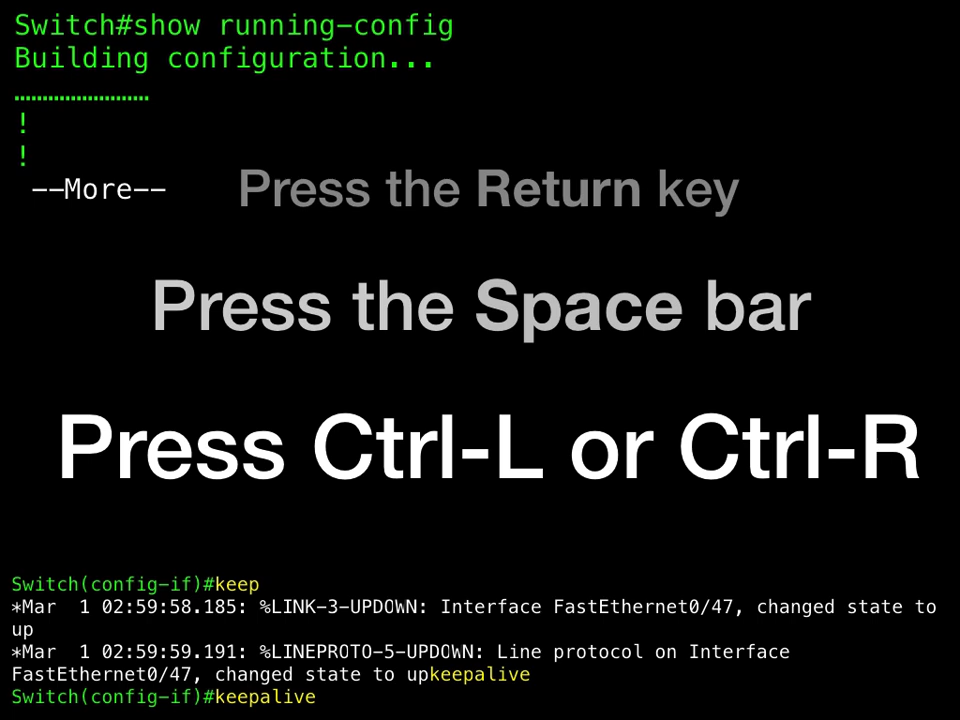 Switch#show running-config
Building configuration...
……………………
!
!
--More--
Press the Return key
Press the Space bar
Press Ctrl-L or Ctrl-R
Switch(config-if)#keep
*Mar  1 02:59:58.185: %LINK-3-UPDOWN: Interface FastEthernet0/47, changed state to
up
*Mar  1 02:59:59.191: %LINEPROTO-5-UPDOWN: Line protocol on Interface
FastEthernet0/47, changed state to upkeepalive
Switch(config-if)#keepalive